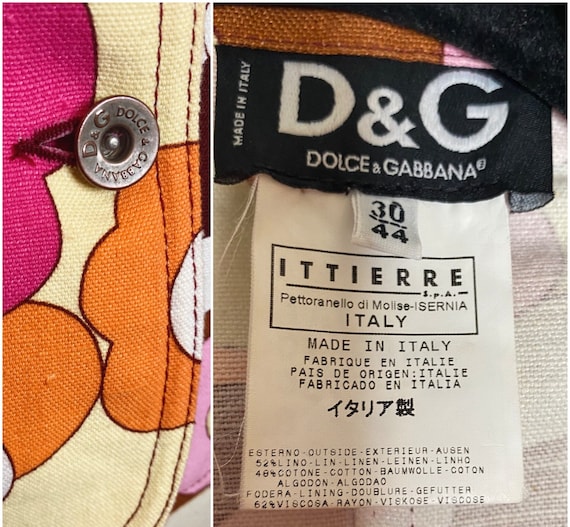 D&G DOLCE & GABBANA
MADE IN ITALY
D&G
DOLCE & GABBANA
30
44
ITTIERRE
S.p.A.
Pettoranello di Molise-ISERNIA
ITALY
MADE IN ITALY
FABRIQUE EN ITALIE
PAIS DE ORIGEN:ITALIE
FABRICADO EN ITALIA
イタリア製
ESTERNO-OUTSIDE-EXTERIEUR-AUSEN
52%LINO-LIN-LINEN-LEINEN-LINHO
48%COTONE-COTTON-BAUMWOLLE-COTON
ALGODON-ALGODAO
FODERA-LINING-DOUBLURE-GEFUTTER
62%VISCOSA-RAYON-VISKOSE-VISCOSE